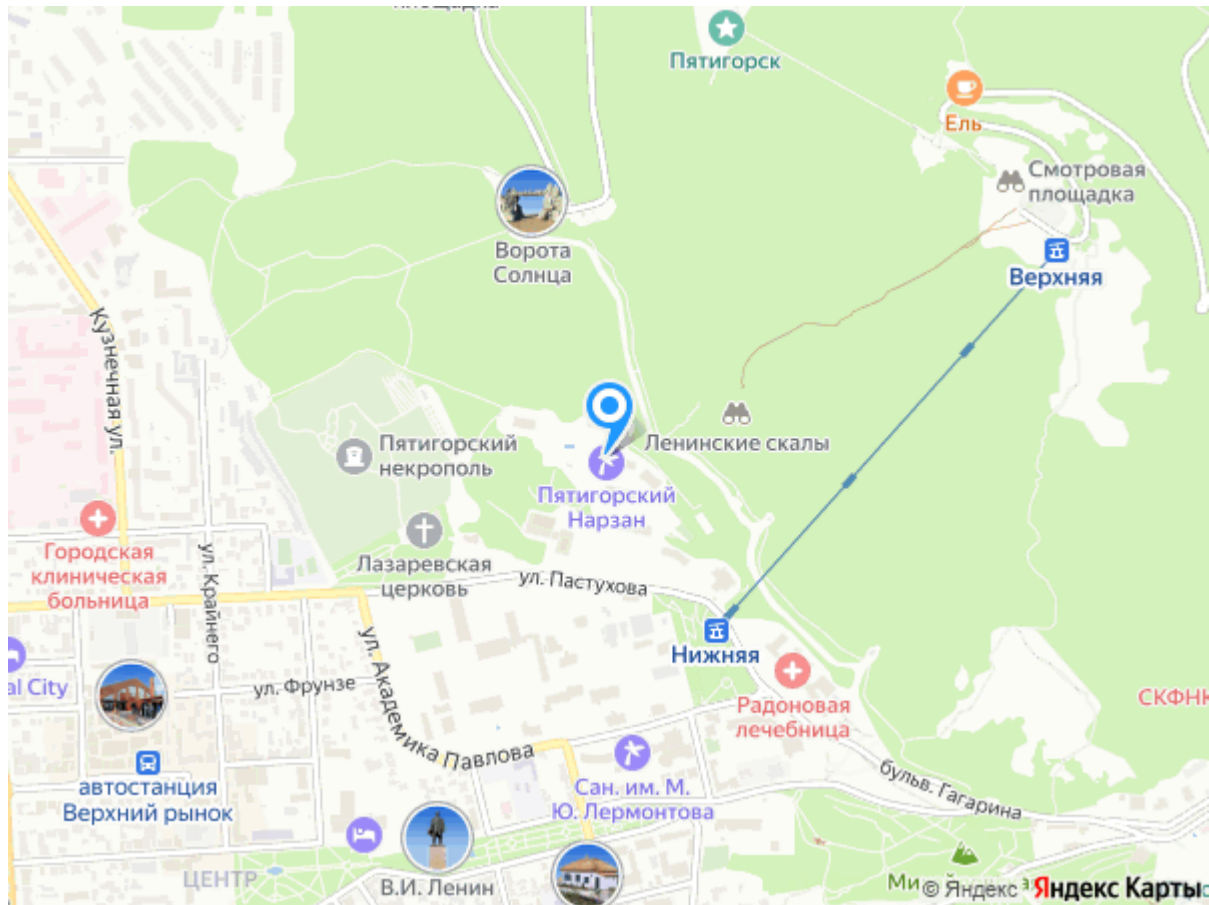 площадка
Пятигорск
Ель
Смотровая
площадка
Ворота
Солнца
Верхняя
Кузнечная ул.
Пятигорский
некрополь
Ленинские скалы
Пятигорский
Нарзан
Городская
клиническая
больница
ул. Крайнего
Лазаревская
церковь
ул. Пастухова
Нижняя
al City
ул. Фрунзе
ул. Академика Павлова
Радоновая
лечебница
СКФНК
автостанция
Верхний рынок
Сан. им. М.
Ю. Лермонтова
бульв. Гагарина
ЦЕНТР
В.И. Ленин
Ми
© Яндекс Яндекс Карты